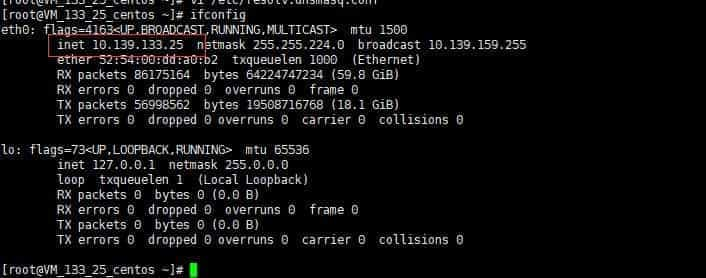 [root@VM_133_25_centos ~]# vi /etc/resolv.dnsmasq.conf
[root@VM_133_25_centos ~]# ifconfig
eth0: flags=4163<UP,BROADCAST,RUNNING,MULTICAST> mtu 1500
inet 10.139.133.25 netmask 255.255.224.0 broadcast 10.139.159.255
ether 52:54:00:dd:a0:b2 txqueuelen 1000 (Ethernet)
RX packets 86175164 bytes 64224747234 (59.8 GiB)
RX errors 0 dropped 0 overruns 0 frame 0
TX packets 56998562 bytes 19508716768 (18.1 GiB)
TX errors 0 dropped 0 overruns 0 carrier 0 collisions 0
lo: flags=73<UP,LOOPBACK,RUNNING> mtu 65536
inet 127.0.0.1 netmask 255.0.0.0
loop txqueuelen 1 (Local Loopback)
RX packets 0 bytes 0 (0.0 B)
RX errors 0 dropped 0 overruns 0 frame 0
TX packets 0 bytes 0 (0.0 B)
TX errors 0 dropped 0 overruns 0 carrier 0 collisions 0
[root@VM_133_25_centos ~]#